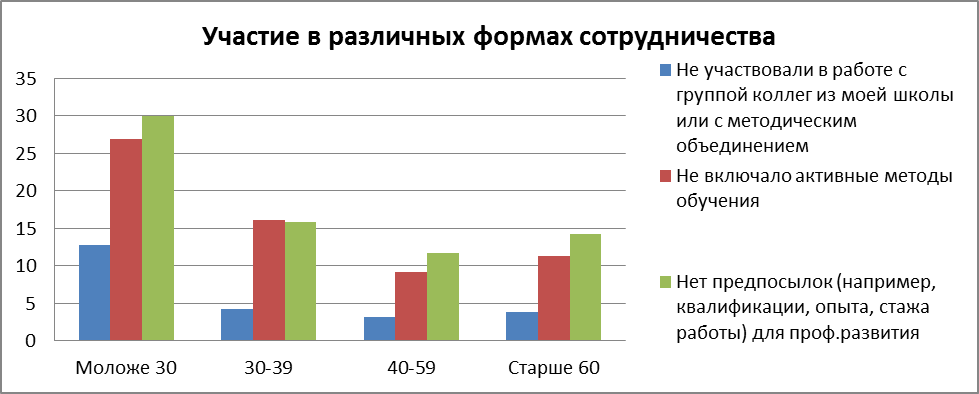 Участие в различных формах сотрудничества
35
30
25
20
15
10
5
0
Моложе 30
30-39
40-59
Старше 60
Не участвовали в работе с
группой коллег из моей школы
или с методическим
объединением
Не включало активные методы
обучения
Нет предпосылок (например,
квалификации, опыта, стажа
работы) для проф.развития